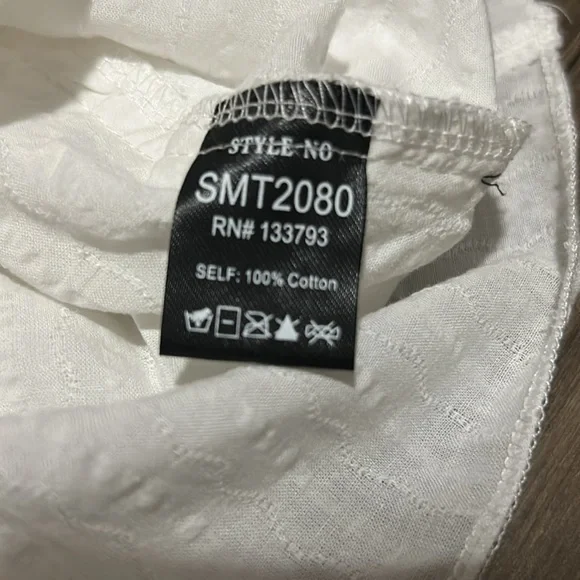 STYLE NO
SMT2080
RN# 133793
SELF: 100% Cotton